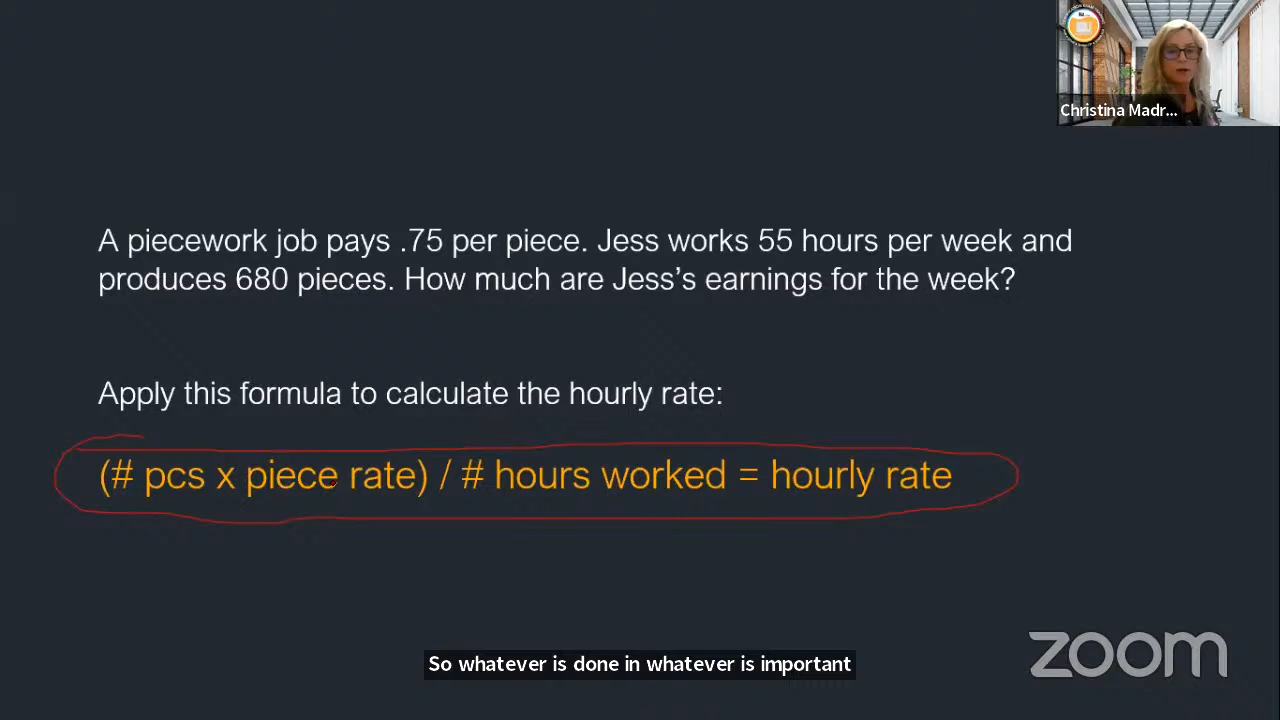 Christina Madr...
A piecework job pays .75 per piece. Jess works 55 hours per week and
produces 680 pieces. How much are Jess’s earnings for the week?
Apply this formula to calculate the hourly rate:
(# pcs x piece rate) / # hours worked = hourly rate
So whatever is done in whatever is important
zoom